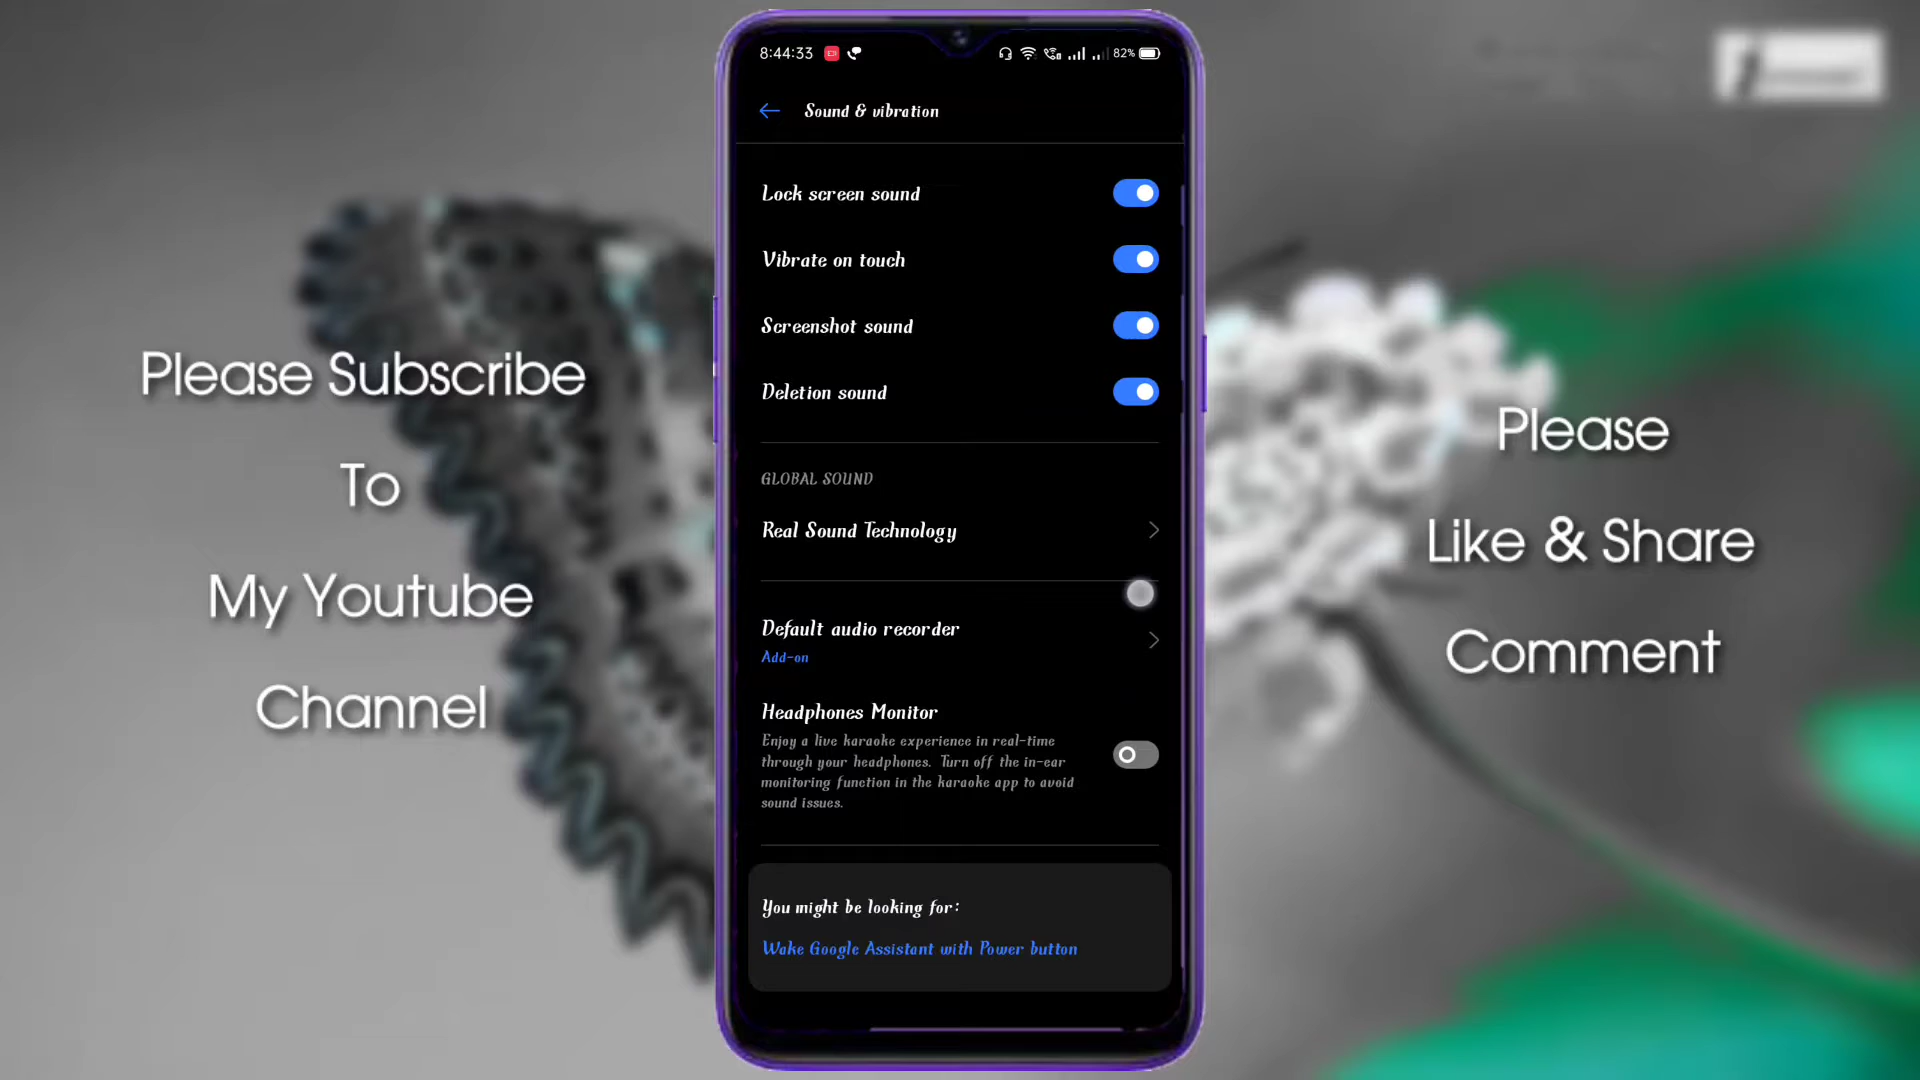 8:44:33
82%
Sound & vibration
Lock screen sound
Vibrate on touch
Screenshot sound
Deletion sound
GLOBAL SOUND
Real Sound Technology
Default audio recorder
Add-on
Headphones Monitor
Enjoy a live karaoke experience in real-time
through your headphones. Turn off the in-ear
monitoring function in the karaoke app to avoid
sound issues.
You might be looking for:
Wake Google Assistant with Power button
Please Subscribe
To
My Youtube
Channel
Please
Like & Share
Comment